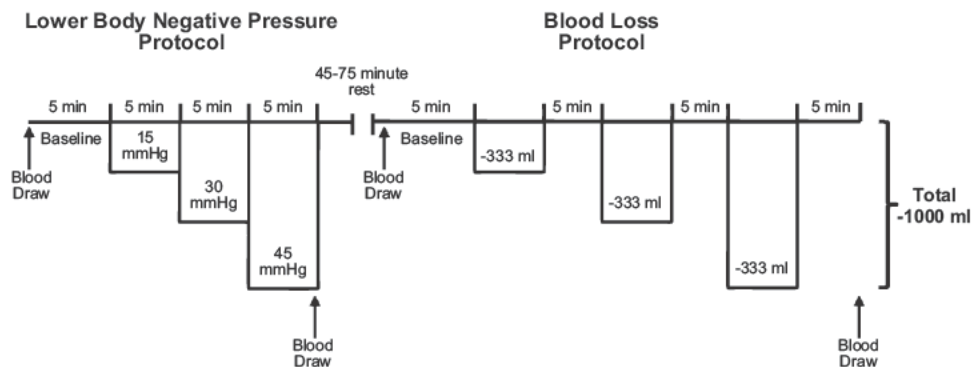 Lower Body Negative Pressure
Protocol
Blood Loss
Protocol
45-75 minute
rest
5 min
5 min
5 min
5 min
5 min
5 min
5 min
5 min
Baseline
15
mmHg
30
mmHg
45
mmHg
Blood
Draw
Blood
Draw
Baseline
-333 ml
-333 ml
-333 ml
Blood
Draw
Blood
Draw
Total
-1000 ml